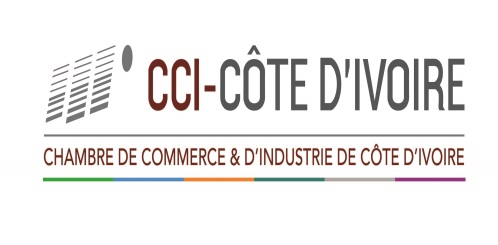 CCI-CÔTE D'IVOIRE
CHAMBRE DE COMMERCE & D'INDUSTRIE DE CÔTE D'IVOIRE